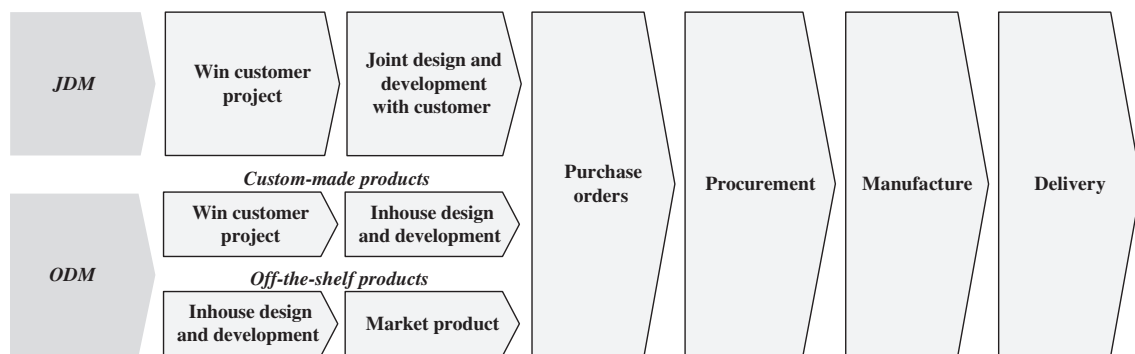 JDM
Win customer
project
Joint design and
development
with customer
Custom-made products
ODM
Win customer
project
Inhouse design
and development
Off-the-shelf products
Inhouse design
and development
Market product
Purchase
orders
Procurement
Manufacture
Delivery